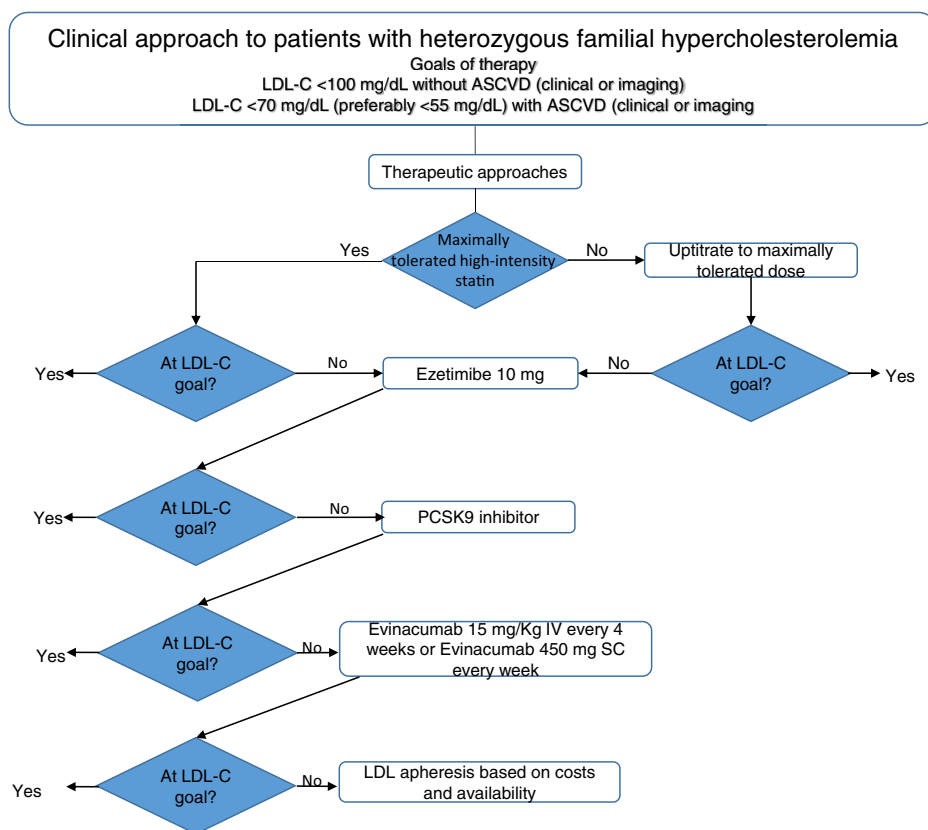 Clinical approach to patients with heterozygous familial hypercholesterolemia
Goals of therapy
LDL-C <100 mg/dL without ASCVD (clinical or imaging)
LDL-C <70 mg/dL (preferably <55 mg/dL) with ASCVD (clinical or imaging
Therapeutic approaches
Yes
Maximally
tolerated high-intensity
statin
No
Uptitrate to maximally
tolerated dose
Yes
At LDL-C
goal?
No
Ezetimibe 10 mg
No
At LDL-C
goal?
Yes
Yes
At LDL-C
goal?
No
PCSK9 inhibitor
Yes
At LDL-C
goal?
No
Evinacumab 15 mg/Kg IV every 4
weeks or Evinacumab 450 mg SC
every week
Yes
At LDL-C
goal?
No
LDL apheresis based on costs
and availability